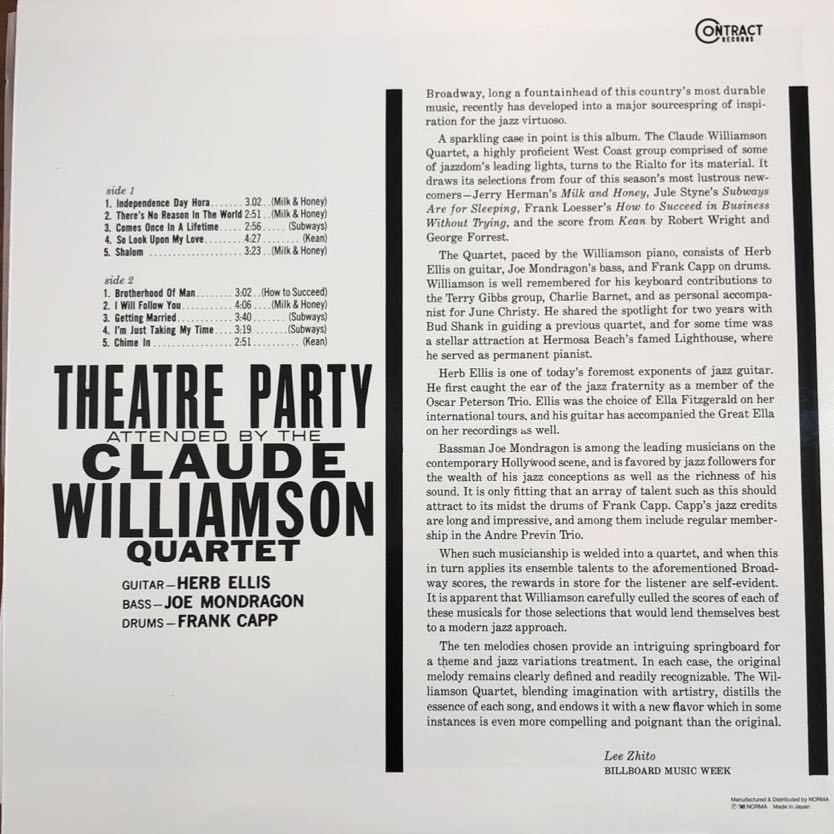 CONTRACT
RECORDS
side 1
1. Independence Day Hora........ 3.02 ..(Milk & Honey)
2. There's No Reason In The World 2:51 ..(Milk & Honey)
3. Comes Once In A Lifetime...... 2:56......(Subways)
4. So Look Upon My Love........4:27.........(Kean)
5. Shalom ................... 3:23 ..(Milk & Honey)
side 2
1. Brotherhood Of Man........ 3:02 ..(How to Succeed)
2. I Will Follow You.......... 4:06 ...(Milk & Honey)
3. Getting Married........... 3:40 ......(Subways)
4. I'm Just Taking My Time... 3:19 .......(Subways)
5. Chime In............... 2:51 .........(Kean)
THEATRE PARTY
ATTENDED BY THE
CLAUDE
WILLIAMSON
QUARTET
GUITAR–HERB ELLIS
BASS–JOE MONDRAGON
DRUMS–FRANK CAPP
Broadway, long a fountainhead of this country's most durable
music, recently has developed into a major sourcespring of inspi-
ration for the jazz virtuoso.
A sparkling case in point is this album. The Claude Williamson
Quartet, a highly proficient West Coast group comprised of some
of jazzdom's leading lights, turns to the Rialto for its material. It
draws its selections from four of this season's most lustrous new-
comers—Jerry Herman's Milk and Honey, Jule Styne's Subways
Are for Sleeping, Frank Loesser's How to Succeed in Business
Without Trying, and the score from Kean by Robert Wright and
George Forrest.
The Quartet, paced by the Williamson piano, consists of Herb
Ellis on guitar, Joe Mondragon's bass, and Frank Capp on drums.
Williamson is well remembered for his keyboard contributions to
the Terry Gibbs group, Charlie Barnet, and as personal accompa-
nist for June Christy. He shared the spotlight for two years with
Bud Shank in guiding a previous quartet, and for some time was
a stellar attraction at Hermosa Beach's famed Lighthouse, where
he served as permanent pianist.
Herb Ellis is one of today's foremost exponents of jazz guitar.
He first caught the ear of the jazz fraternity as a member of the
Oscar Peterson Trio. Ellis was the choice of Ella Fitzgerald on her
international tours, and his guitar has accompanied the Great Ella
on her recordings as well.
Bassman Joe Mondragon is among the leading musicians on the
contemporary Hollywood scene, and is favored by jazz followers for
the wealth of his jazz conceptions as well as the richness of his
sound. It is only fitting that an array of talent such as this should
attract to its midst the drums of Frank Capp. Capp's jazz credits
are long and impressive, and among them include regular member-
ship in the Andre Previn Trio.
When such musicianship is welded into a quartet, and when this
in turn applies its ensemble talents to the aforementioned Broad-
way scores, the rewards in store for the listener are self-evident.
It is apparent that Williamson carefully culled the scores of each of
these musicals for those selections that would lend themselves best
to a modern jazz approach.
The ten melodies chosen provide an intriguing springboard for
a theme and jazz variations treatment. In each case, the original
melody remains clearly defined and readily recognizable. The Wil-
liamson Quartet, blending imagination with artistry, distills the
essence of each song, and endows it with a new flavor which in some
instances is even more compelling and poignant than the original.
Lee Zhito
BILLBOARD MUSIC WEEK
Manufactured & Distributed by NORMA
℗ '96 NORMA Made in Japan